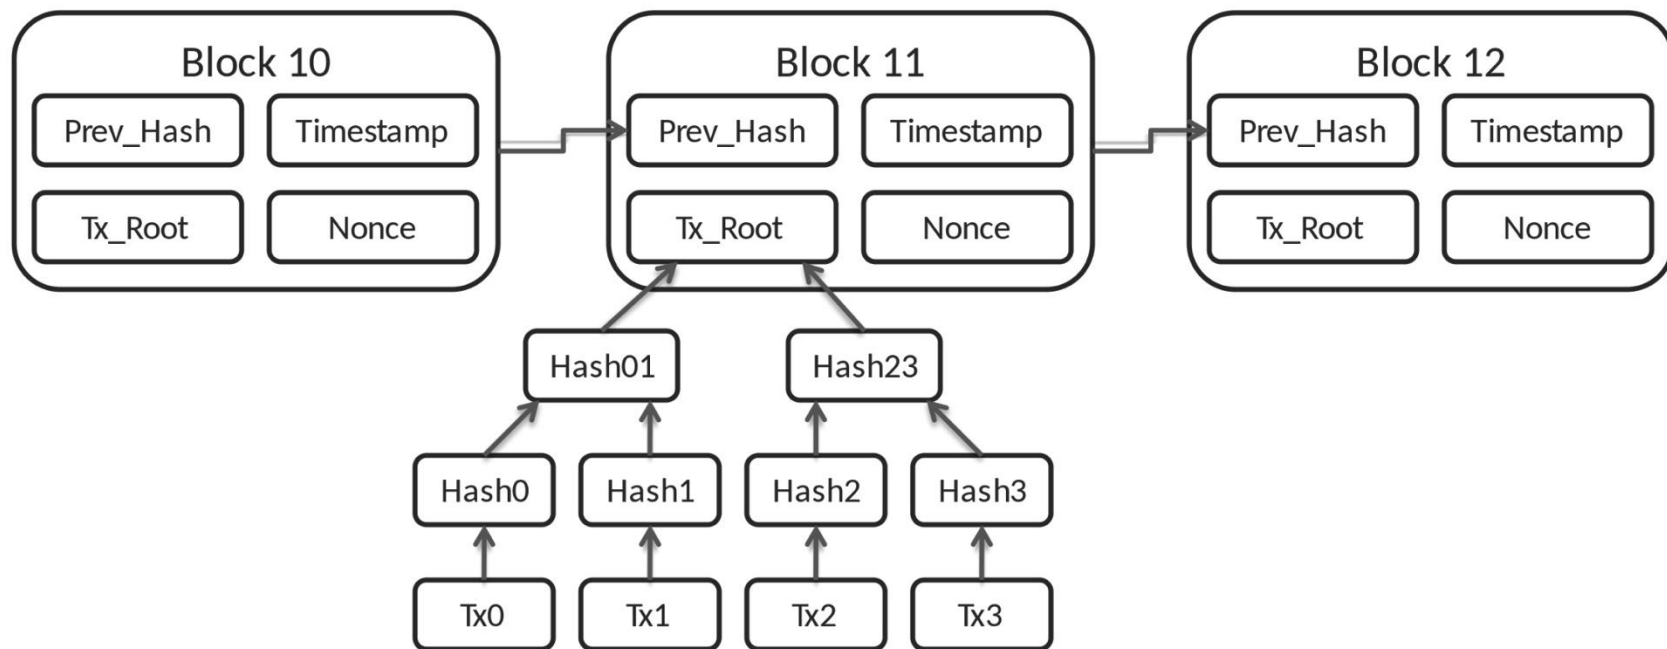 Block 10
Prev_Hash Timestamp
Tx_Root Nonce
Block 11
Prev_Hash Timestamp
Tx_Root Nonce
Block 12
Prev_Hash Timestamp
Tx_Root Nonce
Hash01 Hash23
Hash0 Hash1 Hash2 Hash3
Tx0 Tx1 Tx2 Tx3